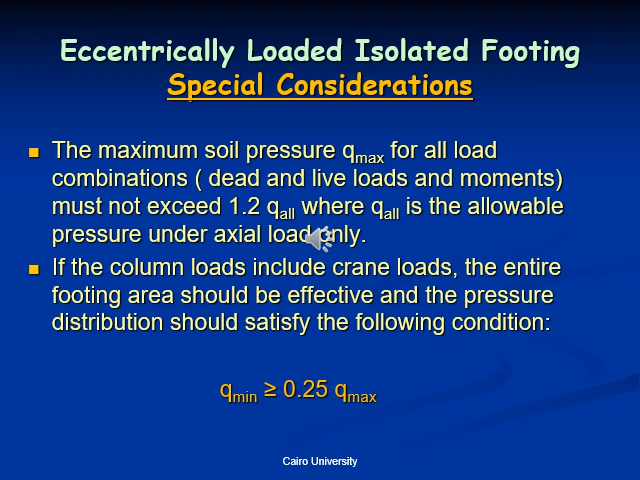 Eccentrically Loaded Isolated Footing
Special Considerations
The maximum soil pressure qmax for all load
combinations ( dead and live loads and moments)
must not exceed 1.2 qall where qall is the allowable
pressure under axial load only.
If the column loads include crane loads, the entire
footing area should be effective and the pressure
distribution should satisfy the following condition:
qmin ≥ 0.25 qmax
Cairo University